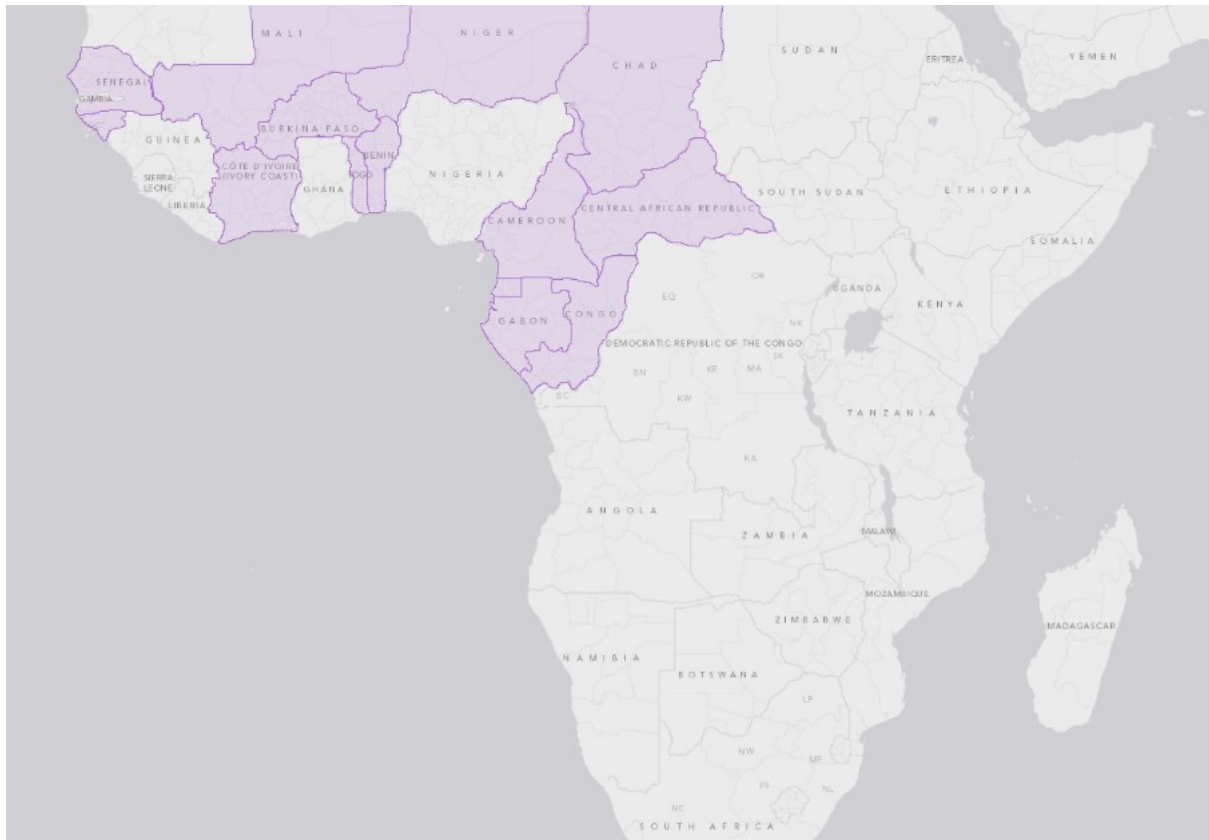 MALI
NIGER
CHAD
SUDAN
ERITREA
YEMEN
SENEGAL
GAMBIA
GUINEA
BURKINA FASO
BENIN
TOGO
CÔTE D'IVOIRE
(IVORY COAST)
GHANA
NIGERIA
SIERRA
LEONE
LIBERIA
CAMEROON
CENTRAL AFRICAN REPUBLIC
SOUTH SUDAN
ETHIOPIA
SOMALIA
OR
EQ
UGANDA
KENYA
GABON
CONGO
NK
DEMOCRATIC REPUBLIC OF THE CONGO
SK
BN
KE
MA
BC
KW
TANZANIA
KA
ANGOLA
ZAMBIA
MALAWI
MOZAMBIQUE
ZIMBABWE
MADAGASCAR
NAMIBIA
BOTSWANA
LP
NW
MP
FS
NL
NC
SOUTH AFRICA